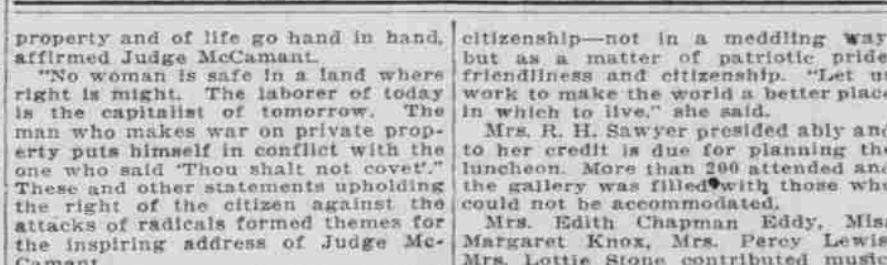 property and of life go hand in hand,
affirmed Judge McCamant.
"No woman is safe in a land where
right is might. The laborer of today
is the capitalist of tomorrow. The
man who makes war on private prop-
erty puts himself in conflict with the
one who said 'Thou shalt not covet'."
These and other statements upholding
the right of the citizen against the
attacks of radicals formed themes for
the inspiring address of Judge Mc-
Camant.
citizenship—not in a meddling way
but as a matter of patriotic pride
friendliness and citizenship. "Let us
work to make the world a better place
in which to live," she said.
Mrs. R. H. Sawyer presided ably and
to her credit is due for planning the
luncheon. More than 200 attended and
the gallery was filled with those who
could not be accommodated.
Mrs. Edith Chapman Eddy, Miss
Margaret Knox, Mrs. Percy Lewis
Mrs. Lottie Stone contributed music